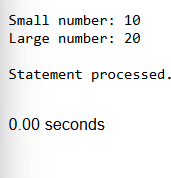 Small number: 10
Large number: 20
Statement processed.
0.00 seconds